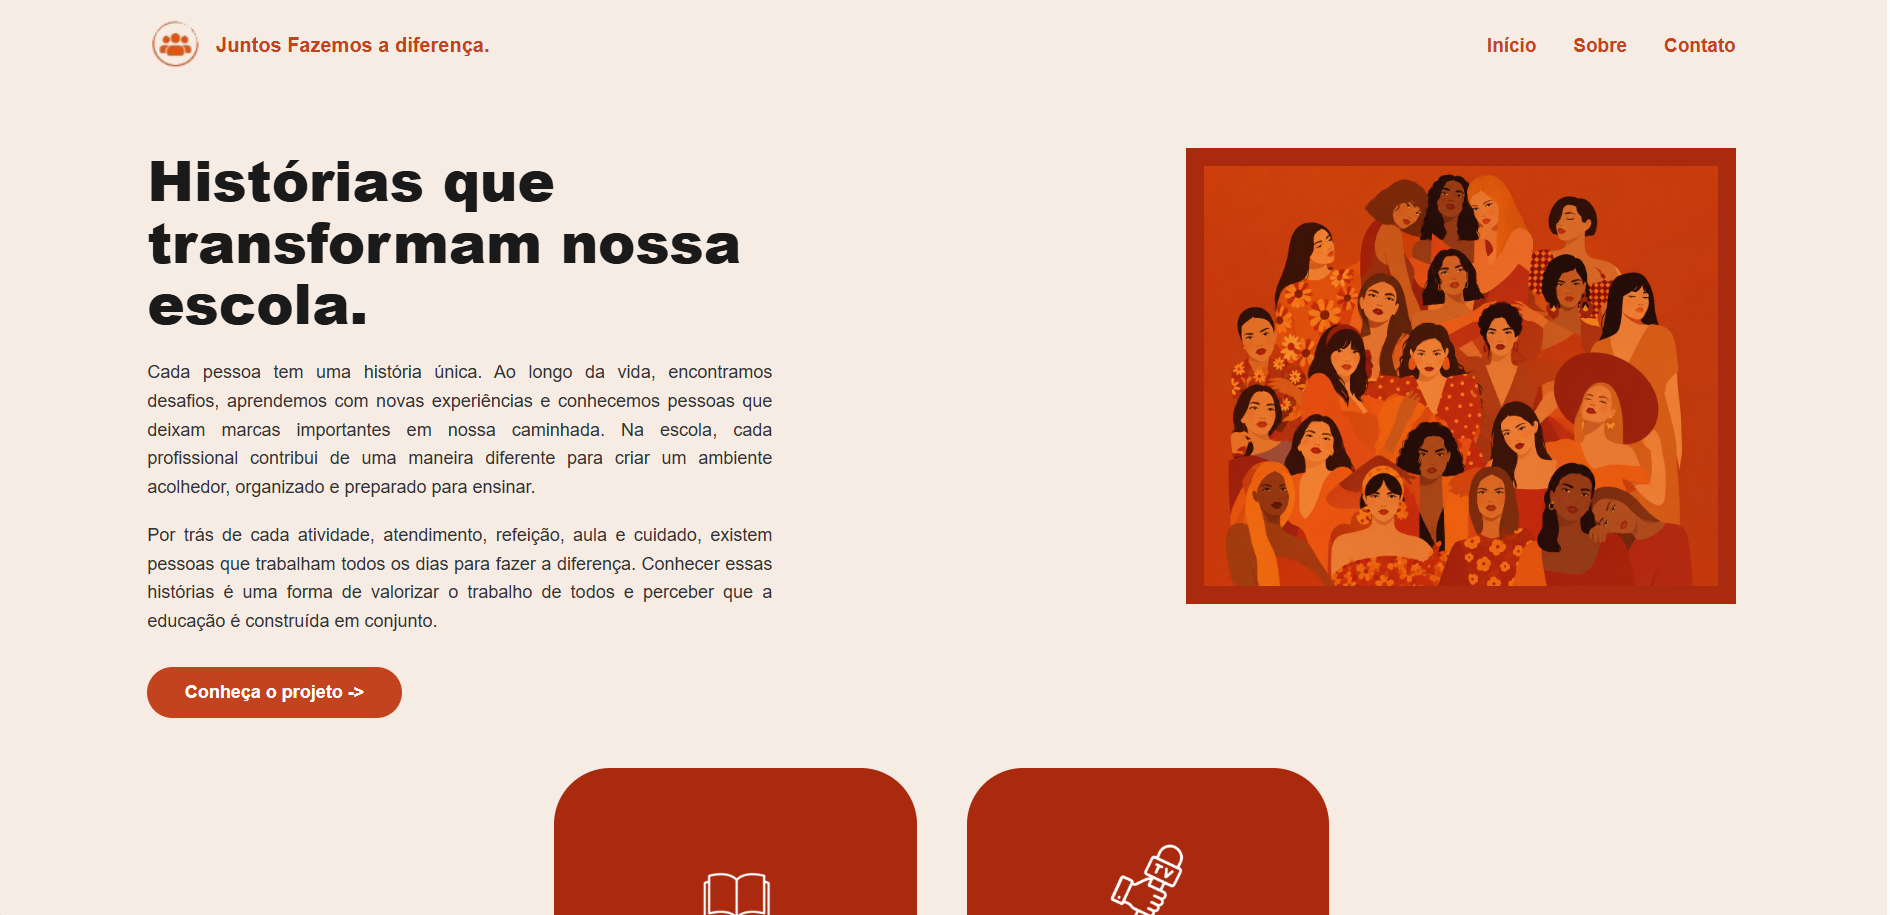 Juntos Fazemos a diferença.
Início
Sobre
Contato
Histórias que
transformam nossa
escola.
Cada pessoa tem uma história única. Ao longo da vida, encontramos
desafios, aprendemos com novas experiências e conhecemos pessoas que
deixam marcas importantes em nossa caminhada. Na escola, cada
profissional contribui de uma maneira diferente para criar um ambiente
acolhedor, organizado e preparado para ensinar.
Por trás de cada atividade, atendimento, refeição, aula e cuidado, existem
pessoas que trabalham todos os dias para fazer a diferença. Conhecer essas
histórias é uma forma de valorizar o trabalho de todos e perceber que a
educação é construída em conjunto.
Conheça o projeto ->
TV